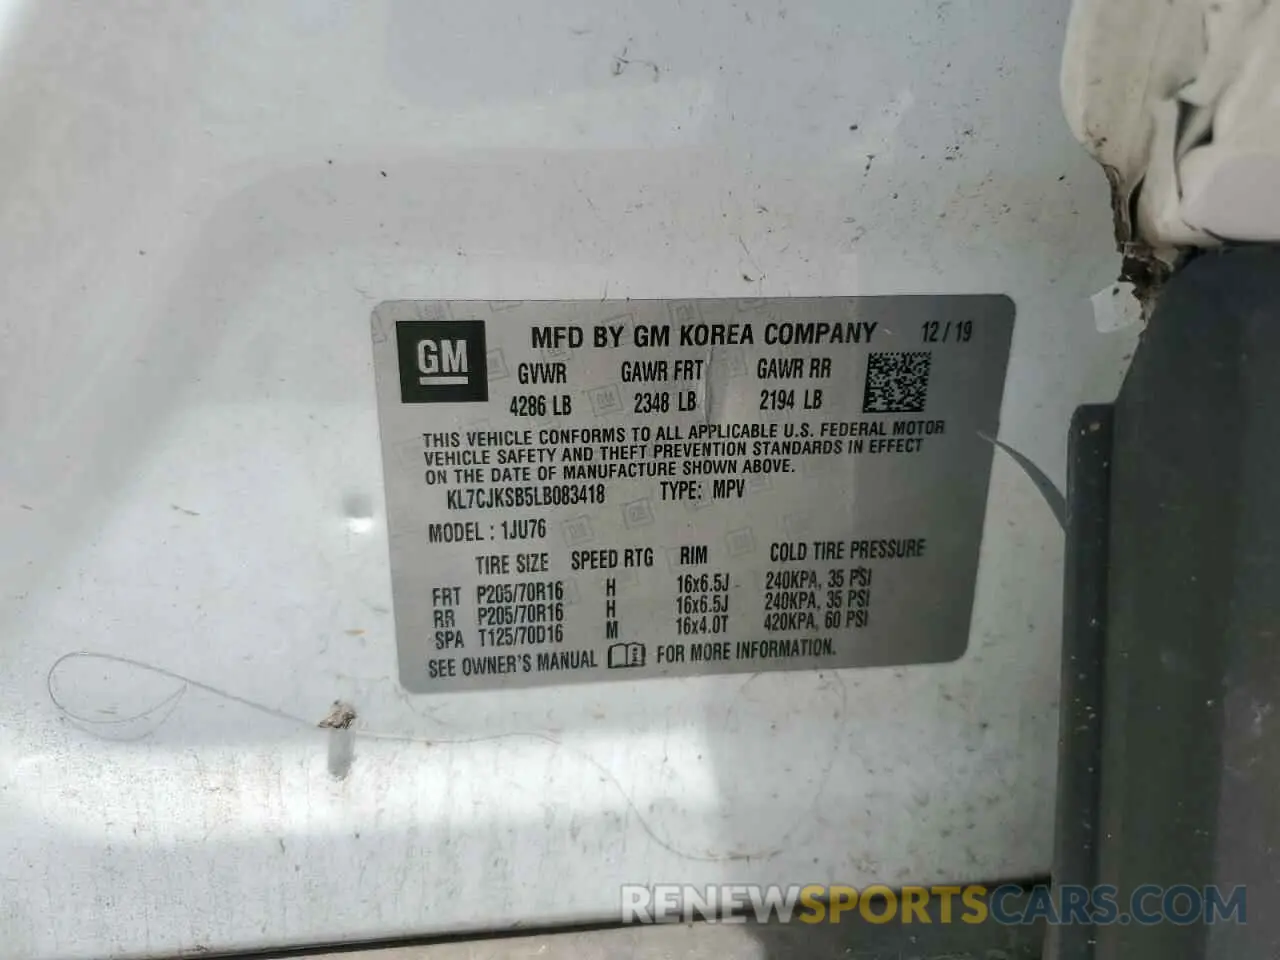 GM
MFD BY GM KOREA COMPANY 12/19
GVWR GAWR FRT GAWR RR
4286 LB 2348 LB 2194 LB
THIS VEHICLE CONFORMS TO ALL APPLICABLE U.S. FEDERAL MOTOR
VEHICLE SAFETY AND THEFT PREVENTION STANDARDS IN EFFECT
ON THE DATE OF MANUFACTURE SHOWN ABOVE.
KL7CJKSB5LB083418 TYPE: MPV
MODEL : 1JU76
TIRE SIZE SPEED RTG RIM COLD TIRE PRESSURE
FRT P205/70R16 H 16x6.5J 240KPA, 35 PSI
RR P205/70R16 H 16x6.5J 240KPA, 35 PSI
SPA T125/70D16 M 16x4.0T 420KPA, 60 PSI
SEE OWNER'S MANUAL FOR MORE INFORMATION.
RENEWSPORTSCARS.COM